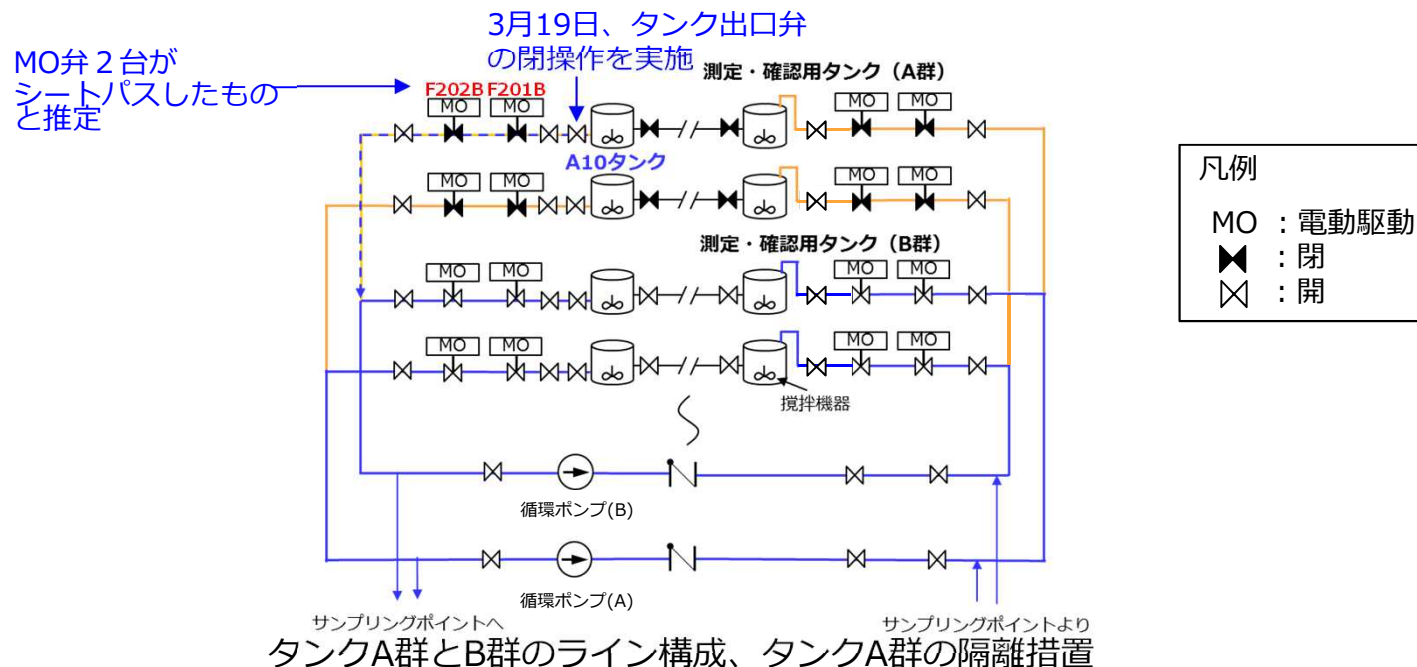 3月19日、タンク出口弁
の閉操作を実施
MO弁２台が
シートパスしたもの
と推定
測定・確認用タンク（A群）
F202B F201B
MO MO MO MO
A10タンク
MO MO MO MO
測定・確認用タンク（B群）
MO MO MO MO
MO MO MO MO
撹拌機器
循環ポンプ(B)
循環ポンプ(A)
サンプリングポイントへ サンプリングポイントより
タンクA群とB群のライン構成、タンクA群の隔離措置
凡例
MO ：電動駆動
：閉
：開